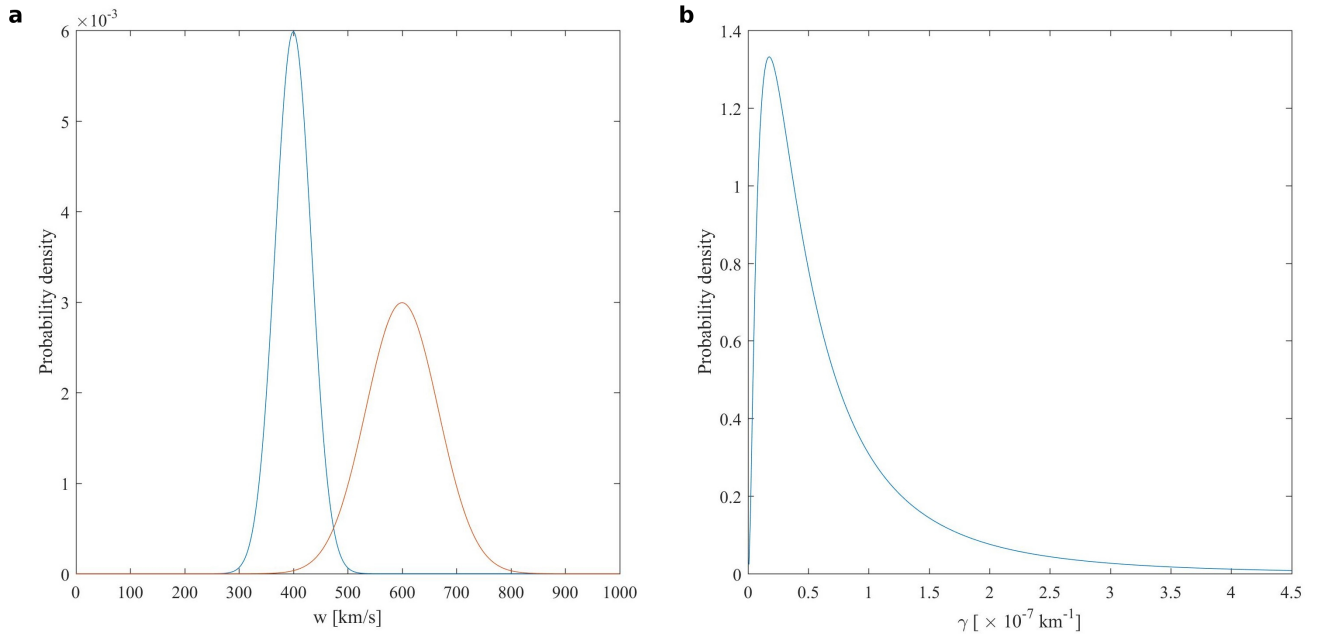 a
×10-3
6
5
4
3
2
1
0
Probability density
0 100 200 300 400 500 600 700 800 900 1000
w [km/s]
b
1.4
1.2
1
0.8
0.6
0.4
0.2
0
Probability density
0 0.5 1 1.5 2 2.5 3 3.5 4 4.5
γ [ × 10-7 km-1]